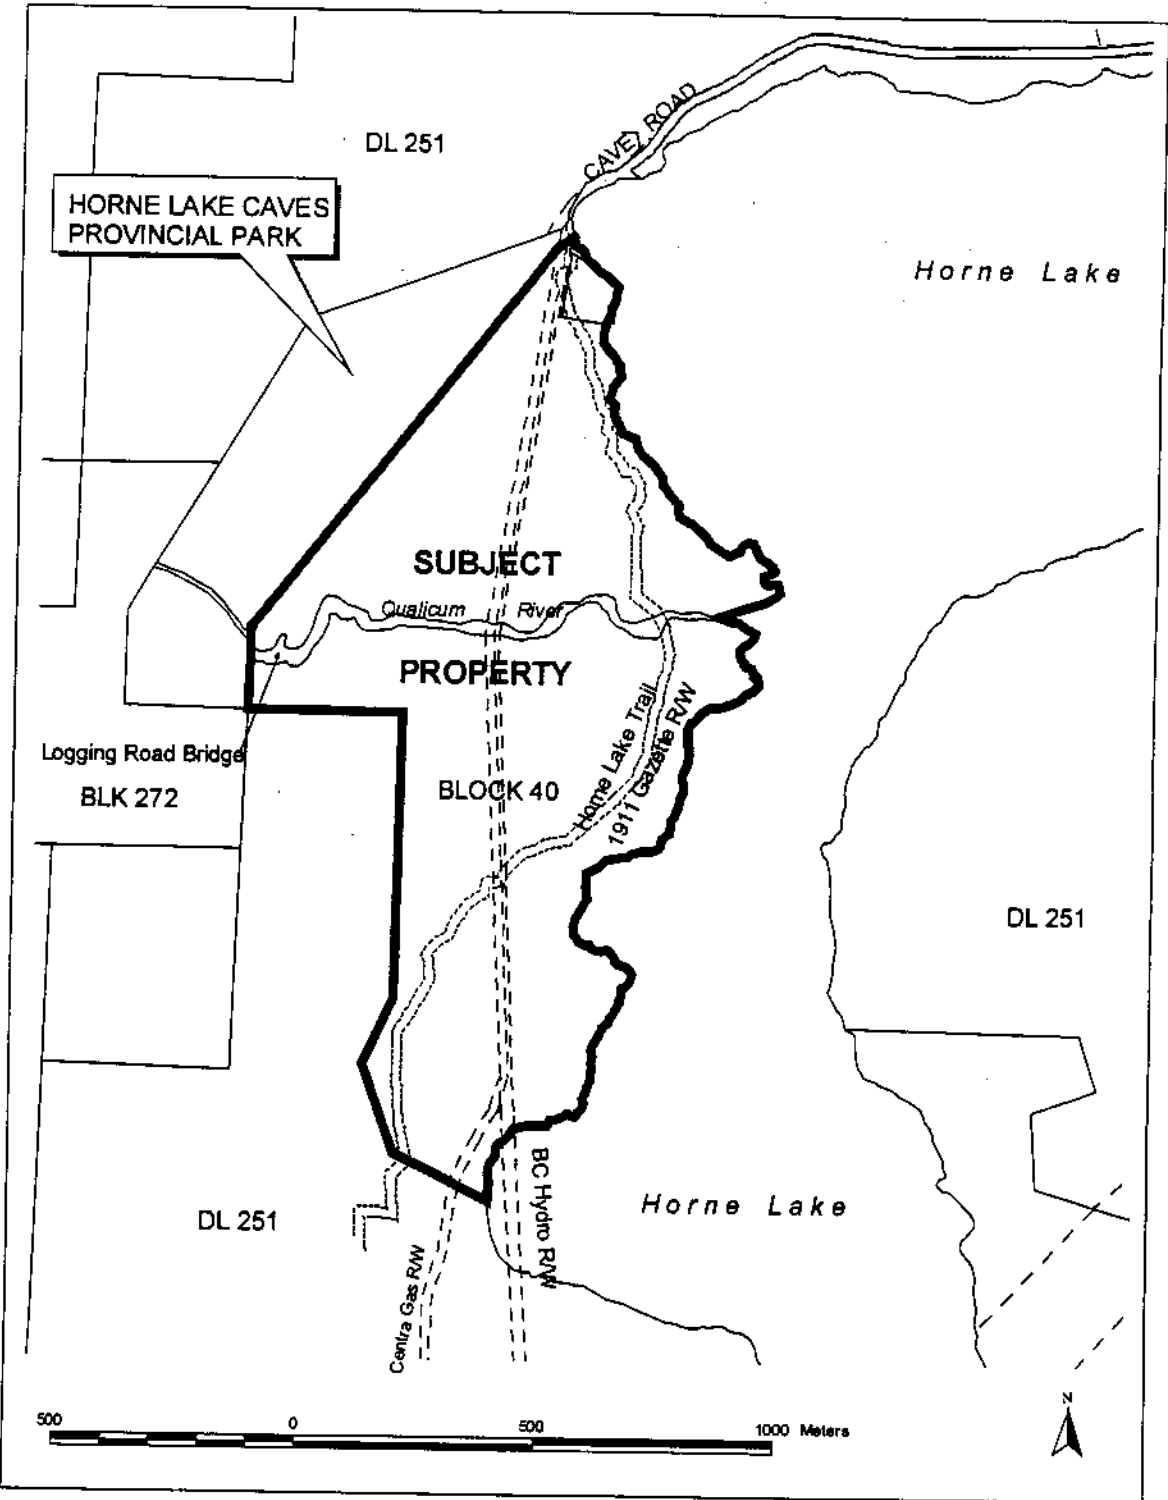 CAVE ROAD
DL 251
HORNE LAKE CAVES
PROVINCIAL PARK
Horne Lake
SUBJECT
Qualicum River
PROPERTY
Logging Road Bridge
BLK 272
BLOCK 40
Horne Lake Trail
1911 Gazette R/W
DL 251
DL 251
Horne Lake
BC Hydro R/W
Centra Gas R/W
500 0 500 1000 Meters
N